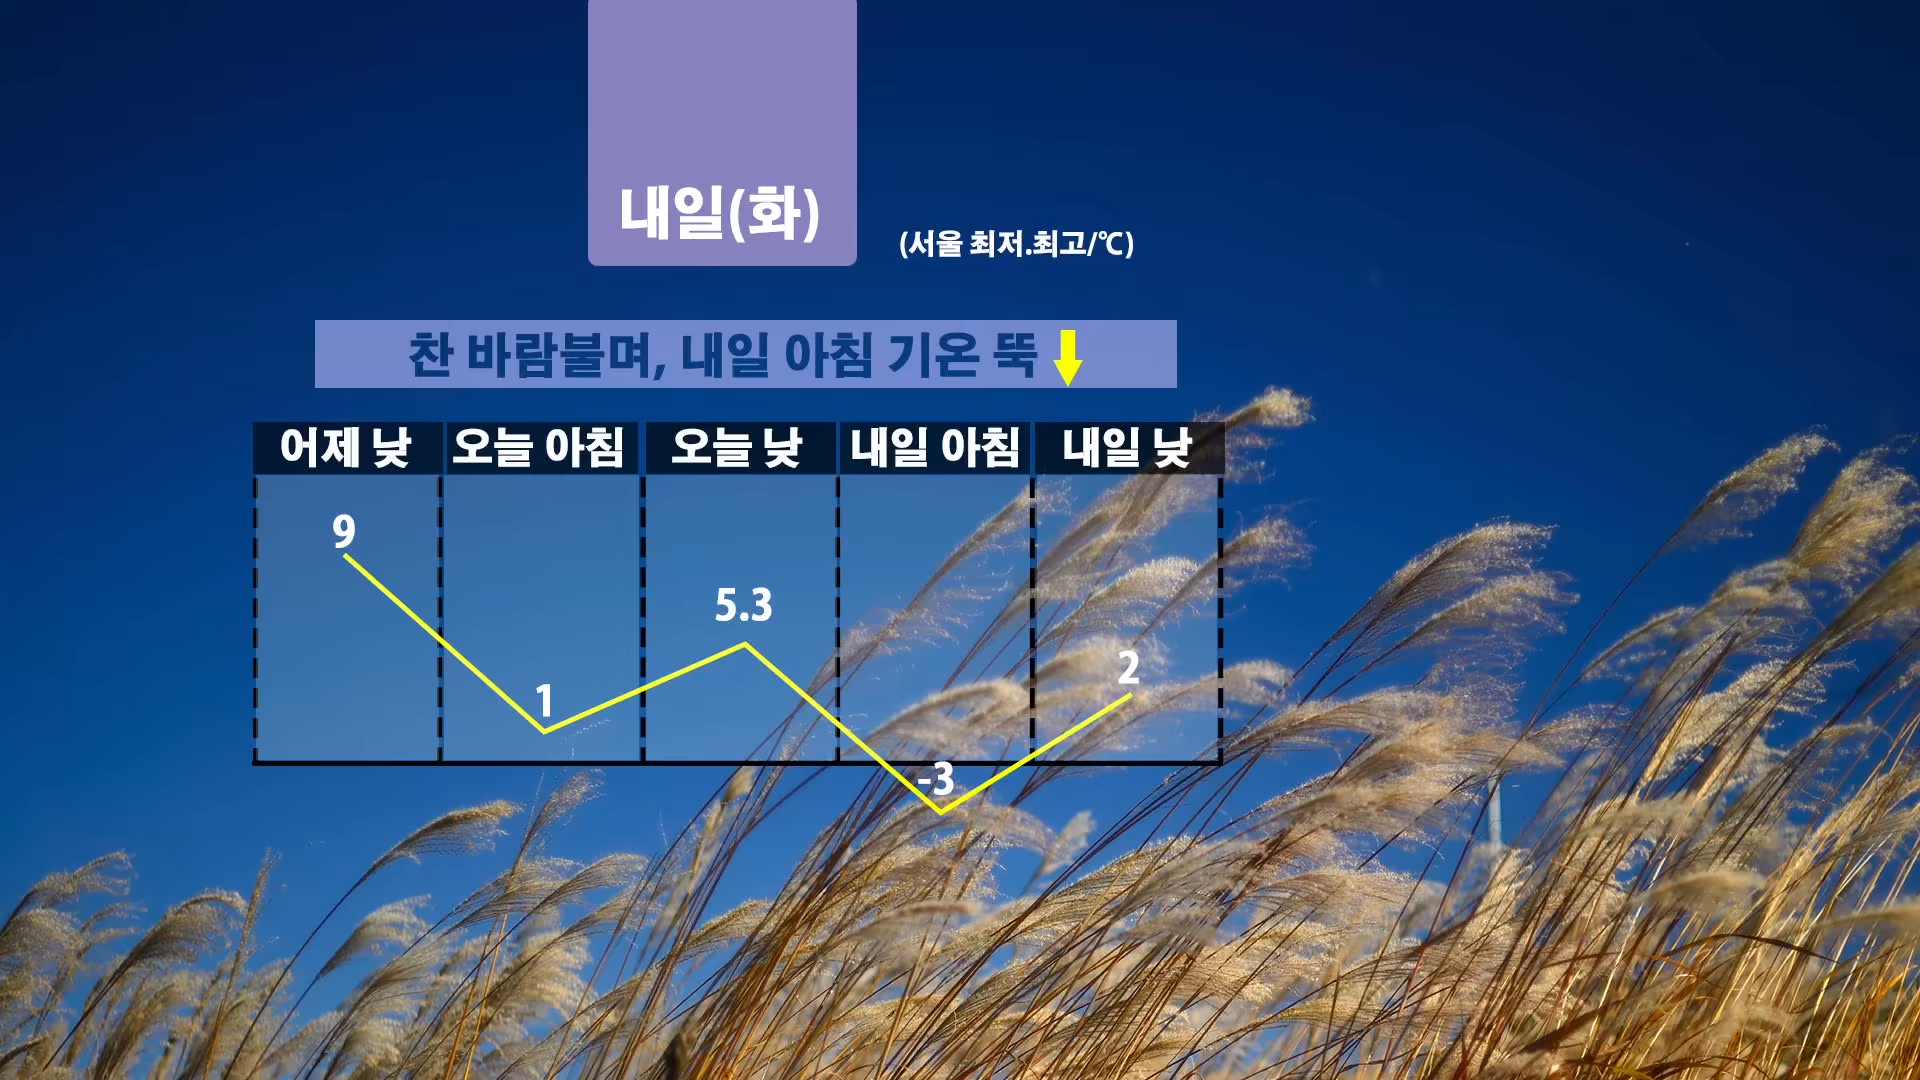 내일(화)
(서울 최저.최고/℃)
찬 바람불며, 내일 아침 기온 뚝
어제 낮 오늘 아침 오늘 낮 내일 아침 내일 낮
9
5.3
2
1
-3